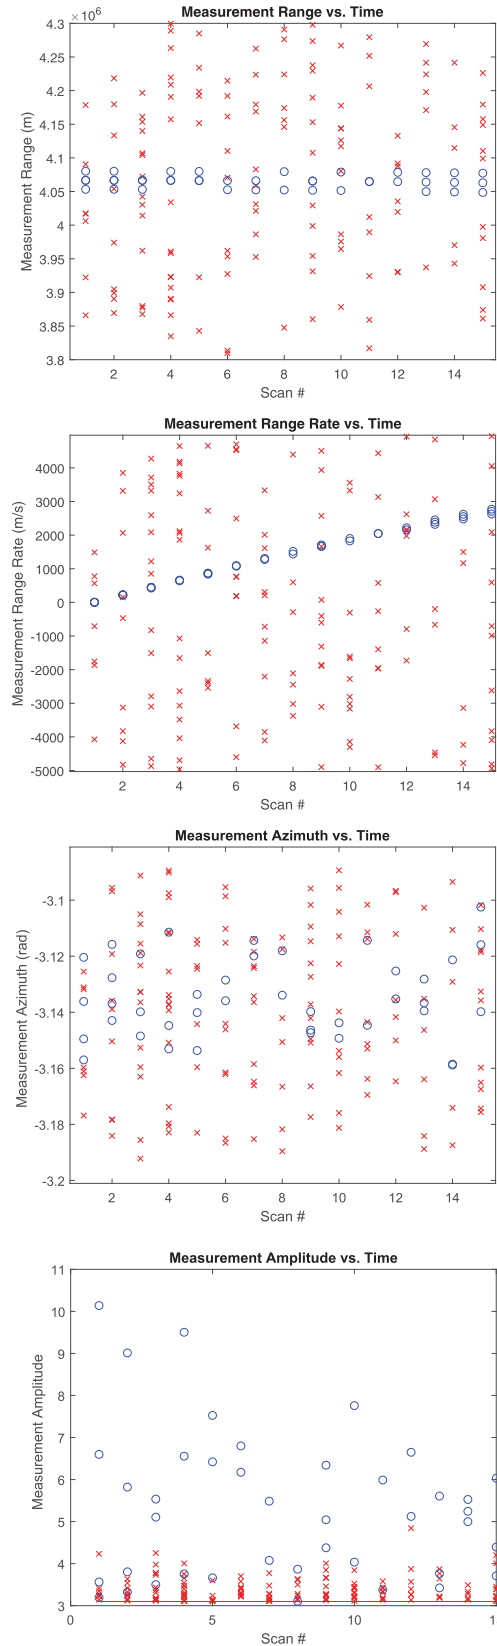 Measurement Range vs. Time
×10⁶
4.3
4.25
4.2
4.15
4.1
4.05
4
3.95
3.9
3.85
3.8
Measurement Range (m)
2 4 6 8 10 12 14
Scan #
Measurement Range Rate vs. Time
4000
3000
2000
1000
0
-1000
-2000
-3000
-4000
-5000
Measurement Range Rate (m/s)
2 4 6 8 10 12 14
Scan #
Measurement Azimuth vs. Time
-3.1
-3.12
-3.14
-3.16
-3.18
-3.2
Measurement Azimuth (rad)
2 4 6 8 10 12 14
Scan #
Measurement Amplitude vs. Time
11
10
9
8
7
6
5
4
3
Measurement Amplitude
0 5 10
Scan #